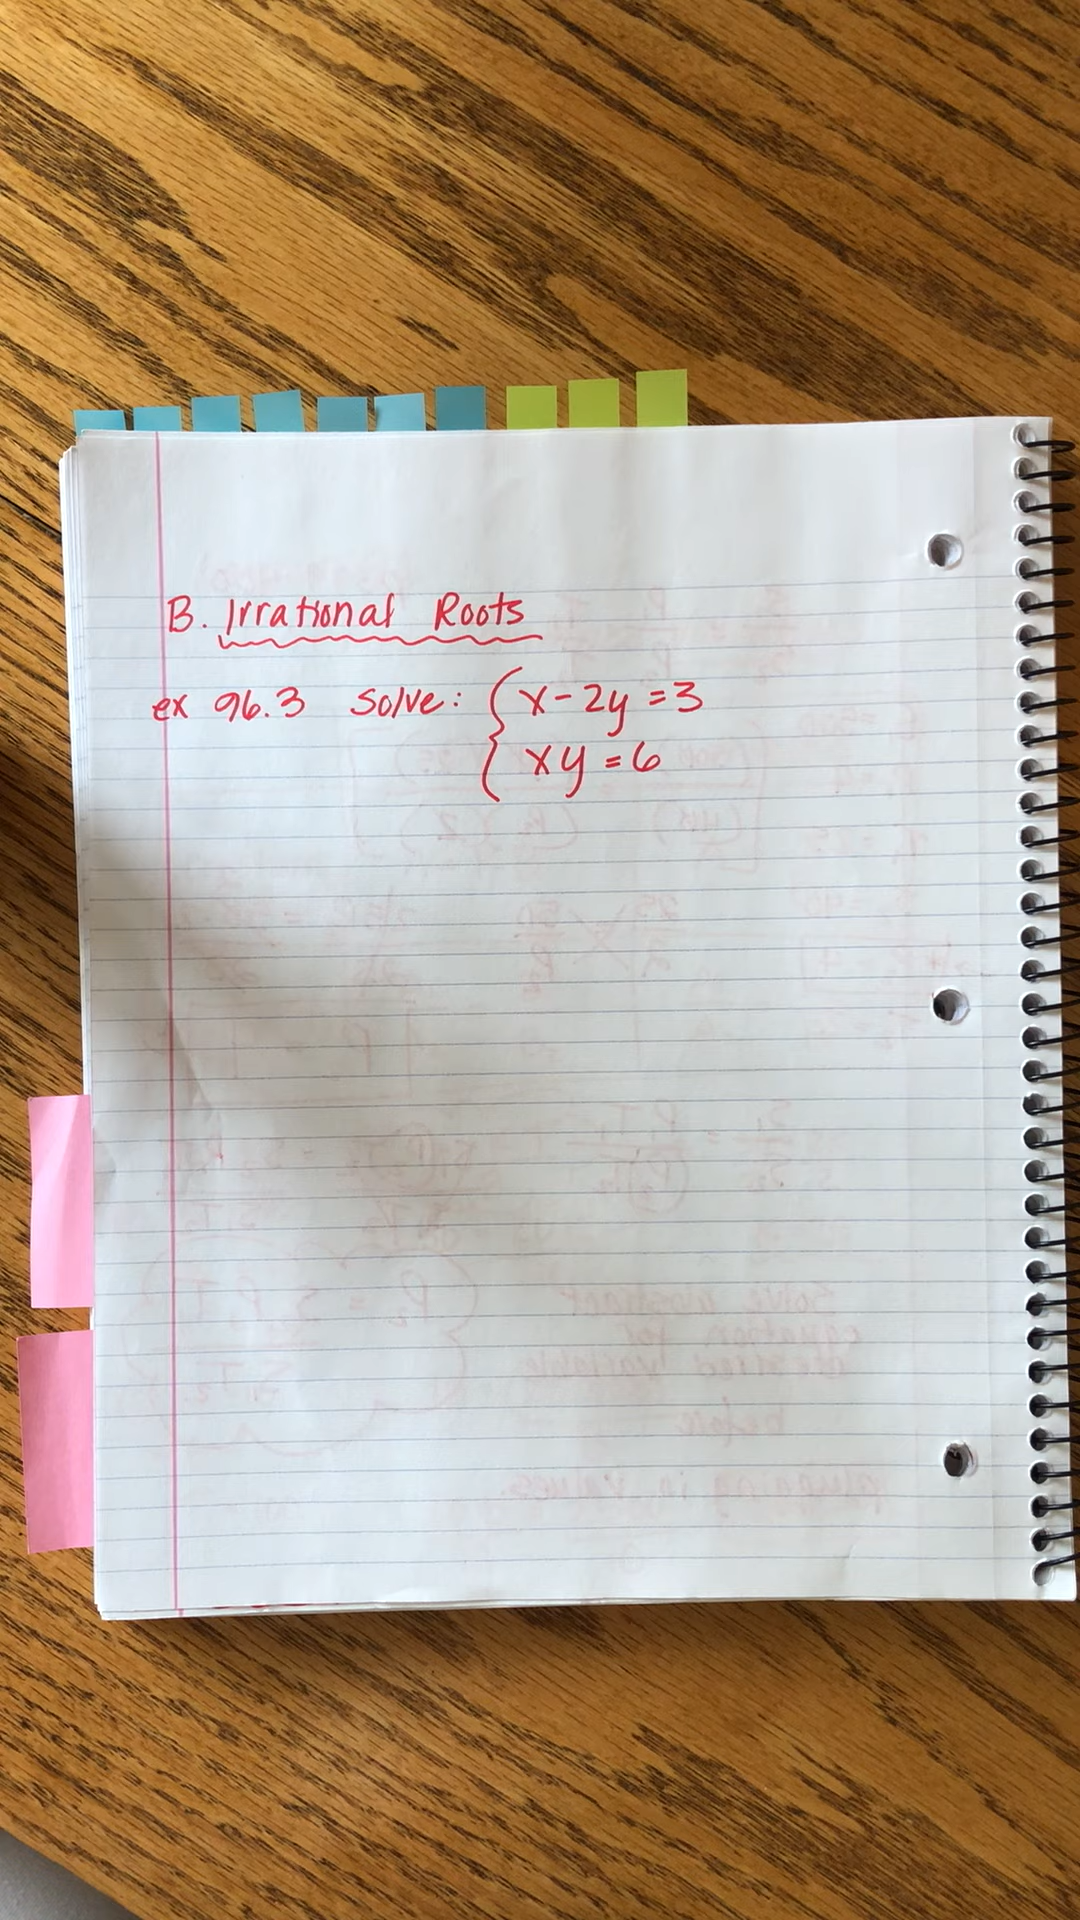 B. Irrational Roots
ex 96.3 solve: { x - 2y = 3
xy = 6